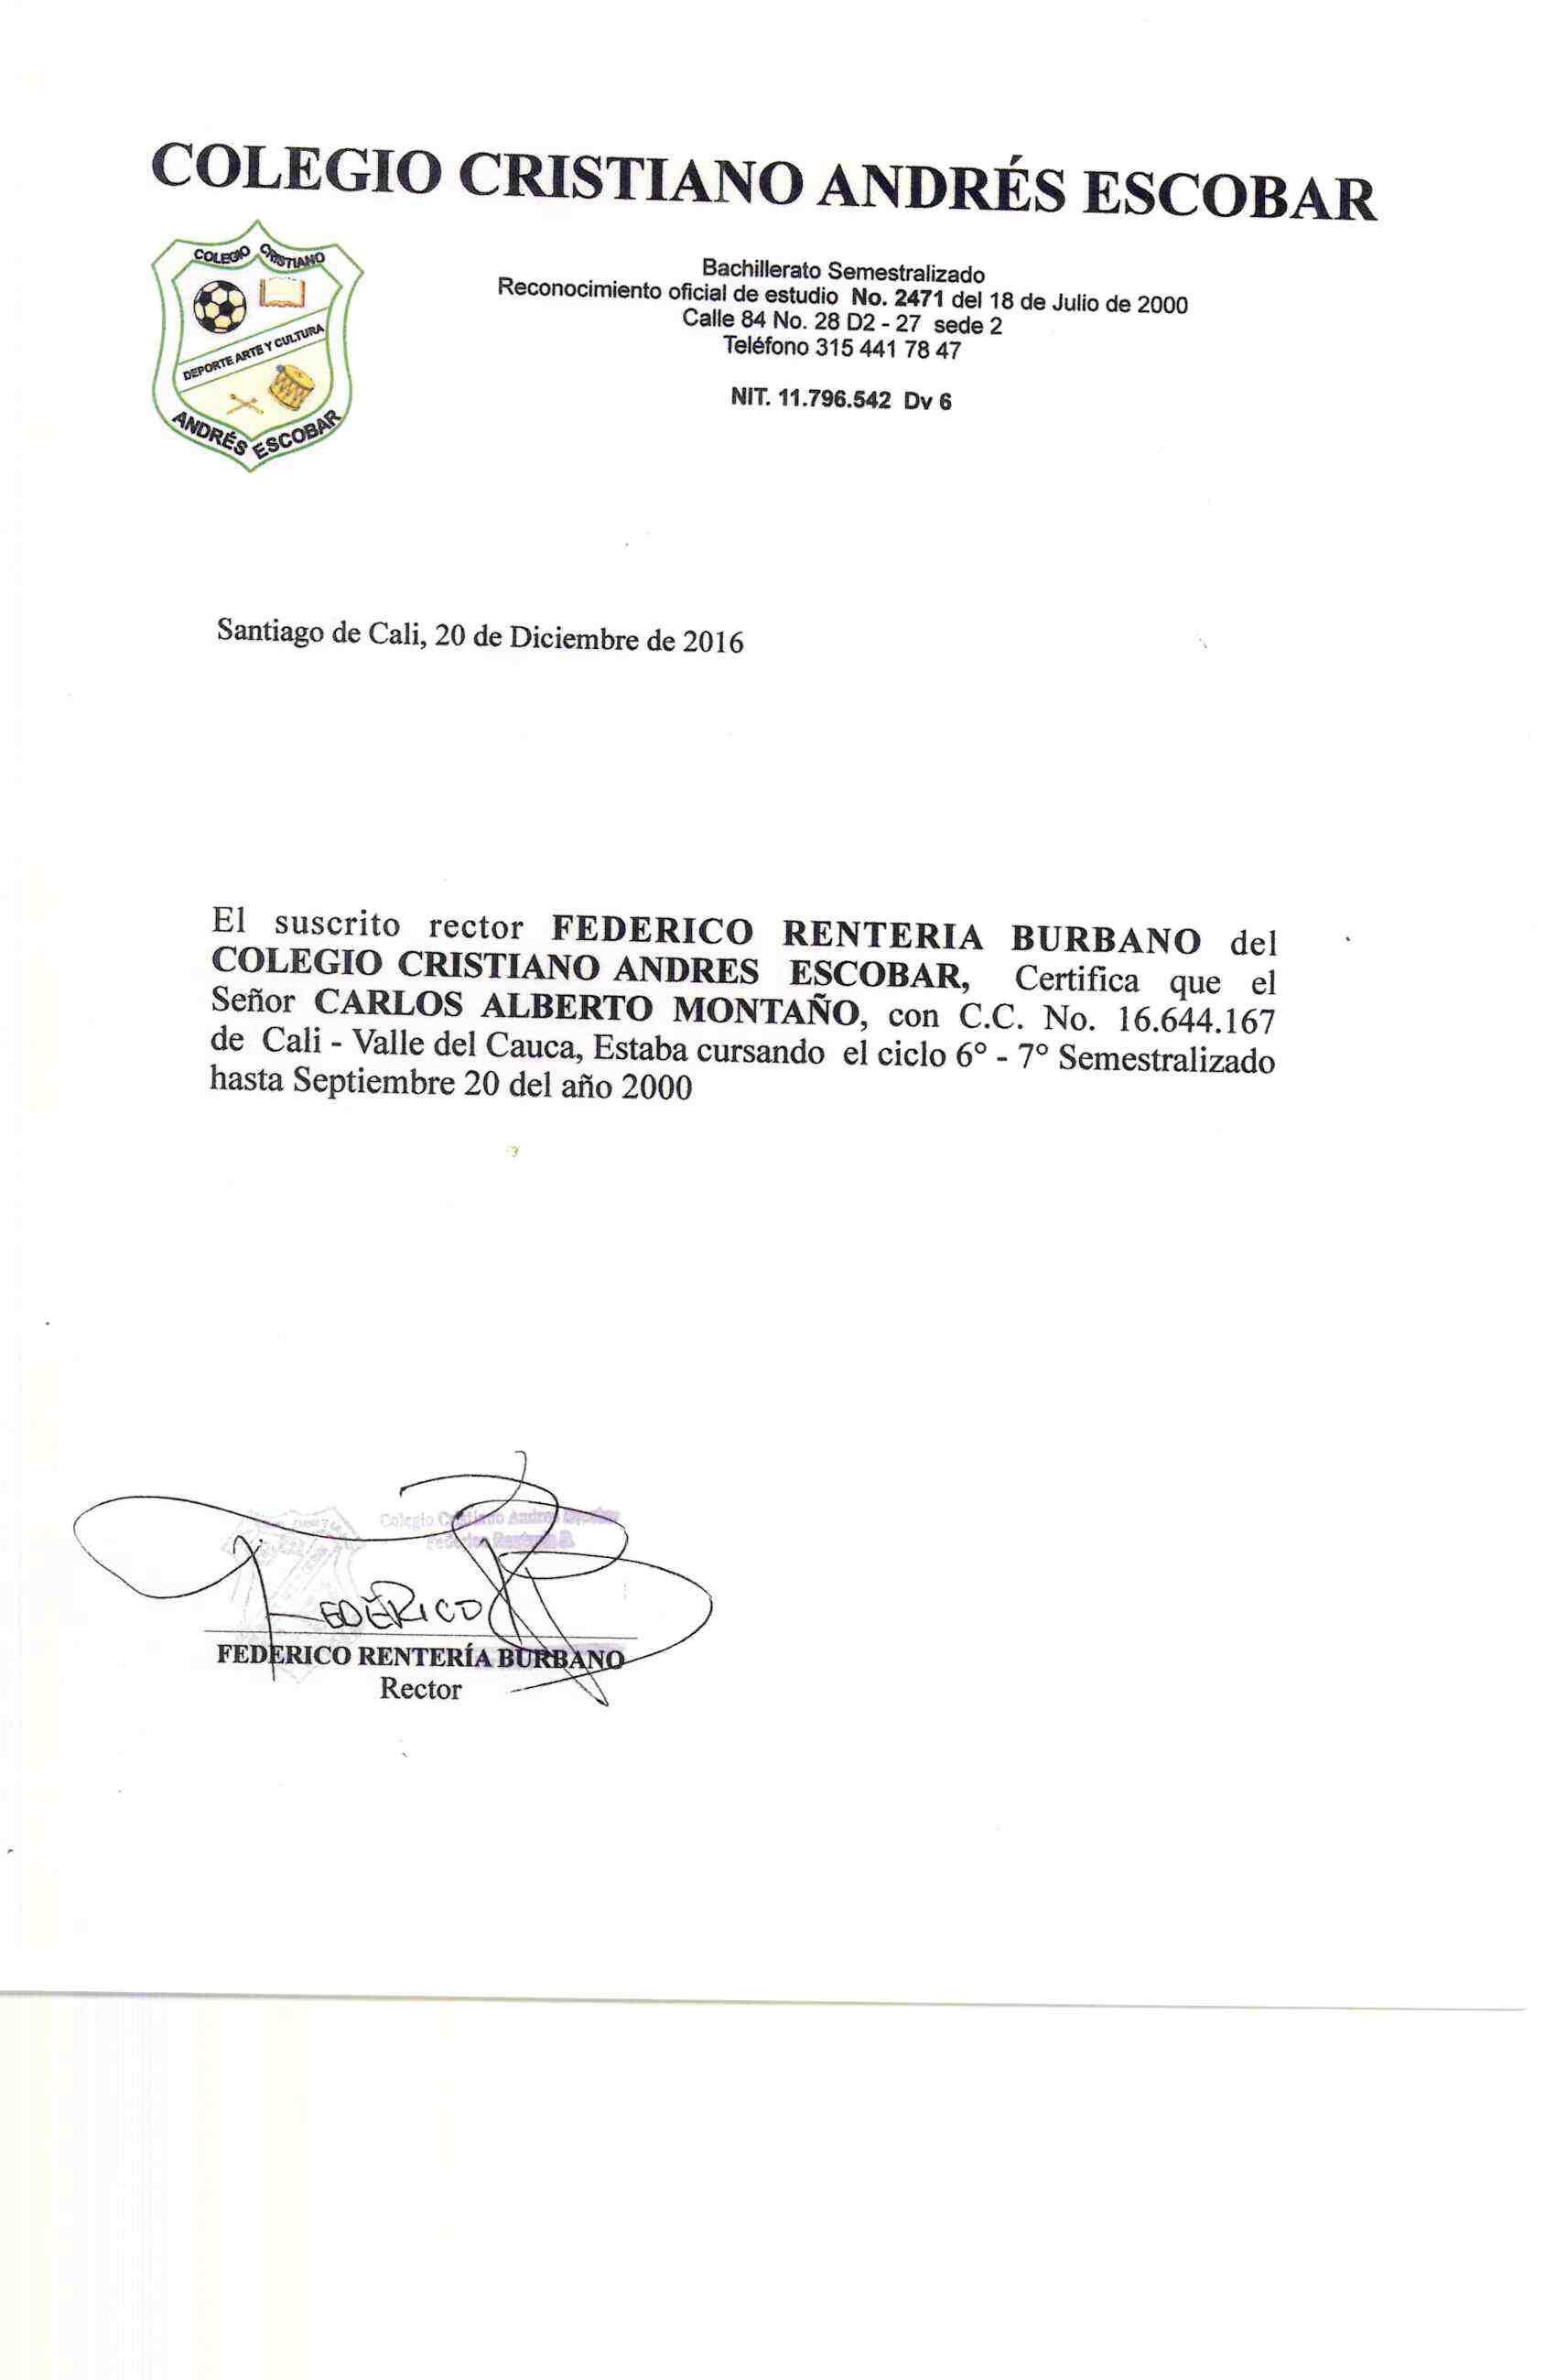 COLEGIO CRISTIANO ANDRÉS ESCOBAR
COLEGIO CRISTIANO
DEPORTE ARTE Y CULTURA
ANDRÉS ESCOBAR
Bachillerato Semestralizado
Reconocimiento oficial de estudio No. 2471 del 18 de Julio de 2000
Calle 84 No. 28 D2 - 27 sede 2
Teléfono 315 441 78 47
NIT. 11.796.542 Dv 6
Santiago de Cali, 20 de Diciembre de 2016
El suscrito rector FEDERICO RENTERIA BURBANO del
COLEGIO CRISTIANO ANDRES ESCOBAR, Certifica que el
Señor CARLOS ALBERTO MONTAÑO, con C.C. No. 16.644.167
de Cali - Valle del Cauca, Estaba cursando el ciclo 6° - 7° Semestralizado
hasta Septiembre 20 del año 2000
Colegio Cristiano Andres Escobar
Federico Renteria B.
FEDERICO
FEDERICO RENTERÍA BURBANO
Rector